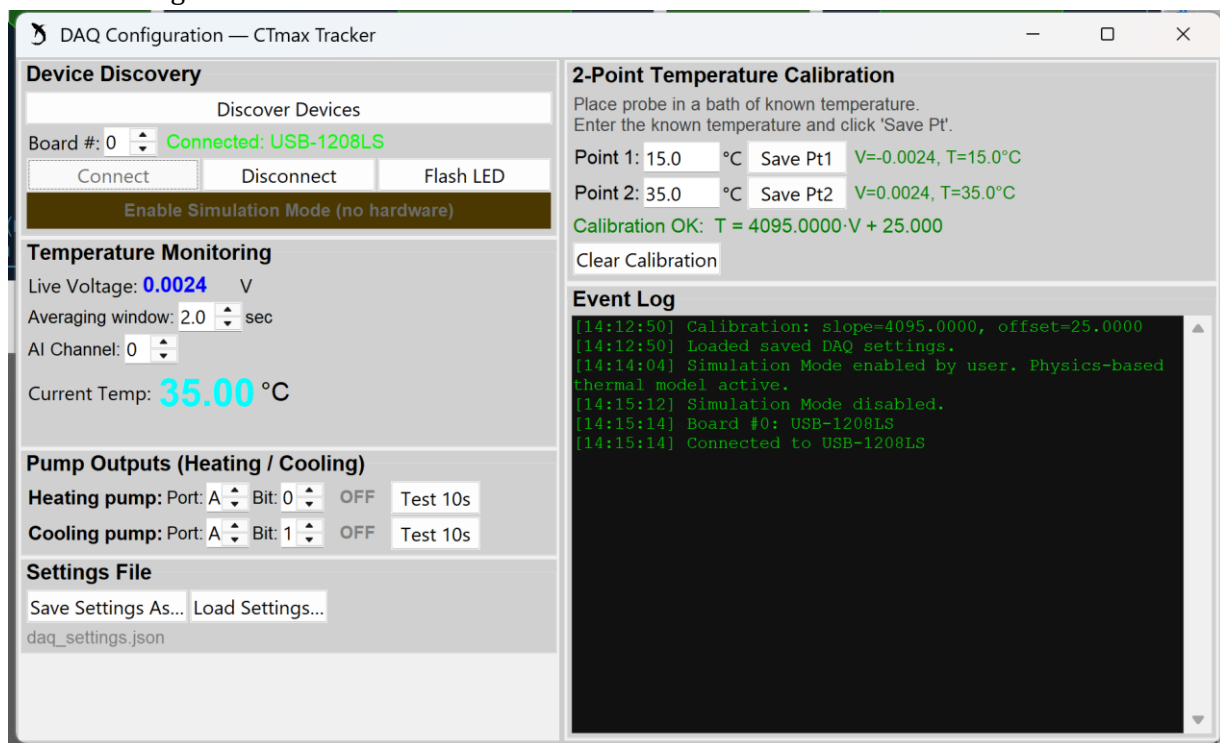 DAQ Configuration — CTmax Tracker
Device Discovery
Discover Devices
Board #: 0 Connected: USB-1208LS
Connect Disconnect Flash LED
Enable Simulation Mode (no hardware)
Temperature Monitoring
Live Voltage: 0.0024 V
Averaging window: 2.0 sec
AI Channel: 0
Current Temp: 35.00 °C
Pump Outputs (Heating / Cooling)
Heating pump: Port: A Bit: 0 OFF Test 10s
Cooling pump: Port: A Bit: 1 OFF Test 10s
Settings File
Save Settings As... Load Settings...
daq_settings.json
2-Point Temperature Calibration
Place probe in a bath of known temperature.
Enter the known temperature and click 'Save Pt'.
Point 1: 15.0 °C Save Pt1 V=-0.0024, T=15.0°C
Point 2: 35.0 °C Save Pt2 V=0.0024, T=35.0°C
Calibration OK: T = 4095.0000·V + 25.000
Clear Calibration
Event Log
[14:12:50] Calibration: slope=4095.0000, offset=25.0000
[14:12:50] Loaded saved DAQ settings.
[14:14:04] Simulation Mode enabled by user. Physics-based
thermal model active.
[14:15:12] Simulation Mode disabled.
[14:15:14] Board #0: USB-1208LS
[14:15:14] Connected to USB-1208LS